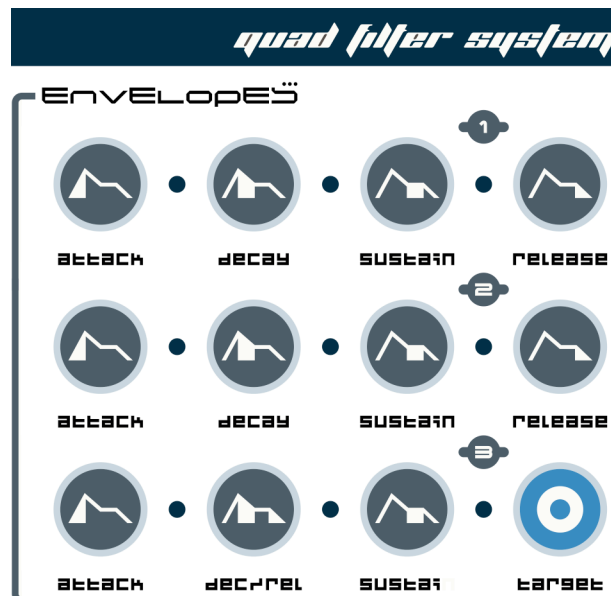 quad filter system
EnvELopES
1
attack decay sustain release
2
attack decay sustain release
3
attack dec/rel sustai target